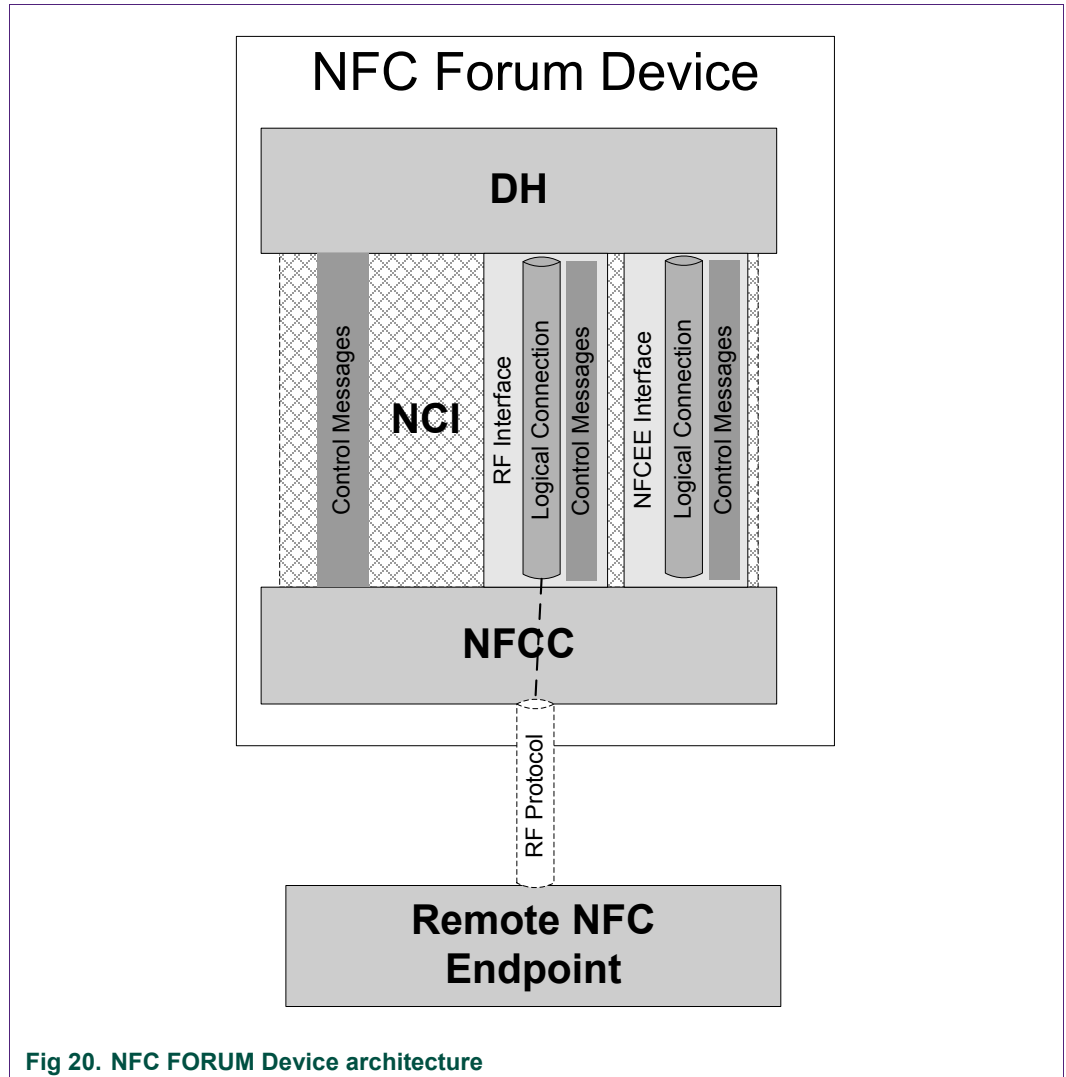 NFC Forum Device
DH
Control Messages
NCI
RF Interface
Logical Connection
Control Messages
NFCEE Interface
Logical Connection
Control Messages
NFCC
RF Protocol
Remote NFC
Endpoint
Fig 20. NFC FORUM Device architecture